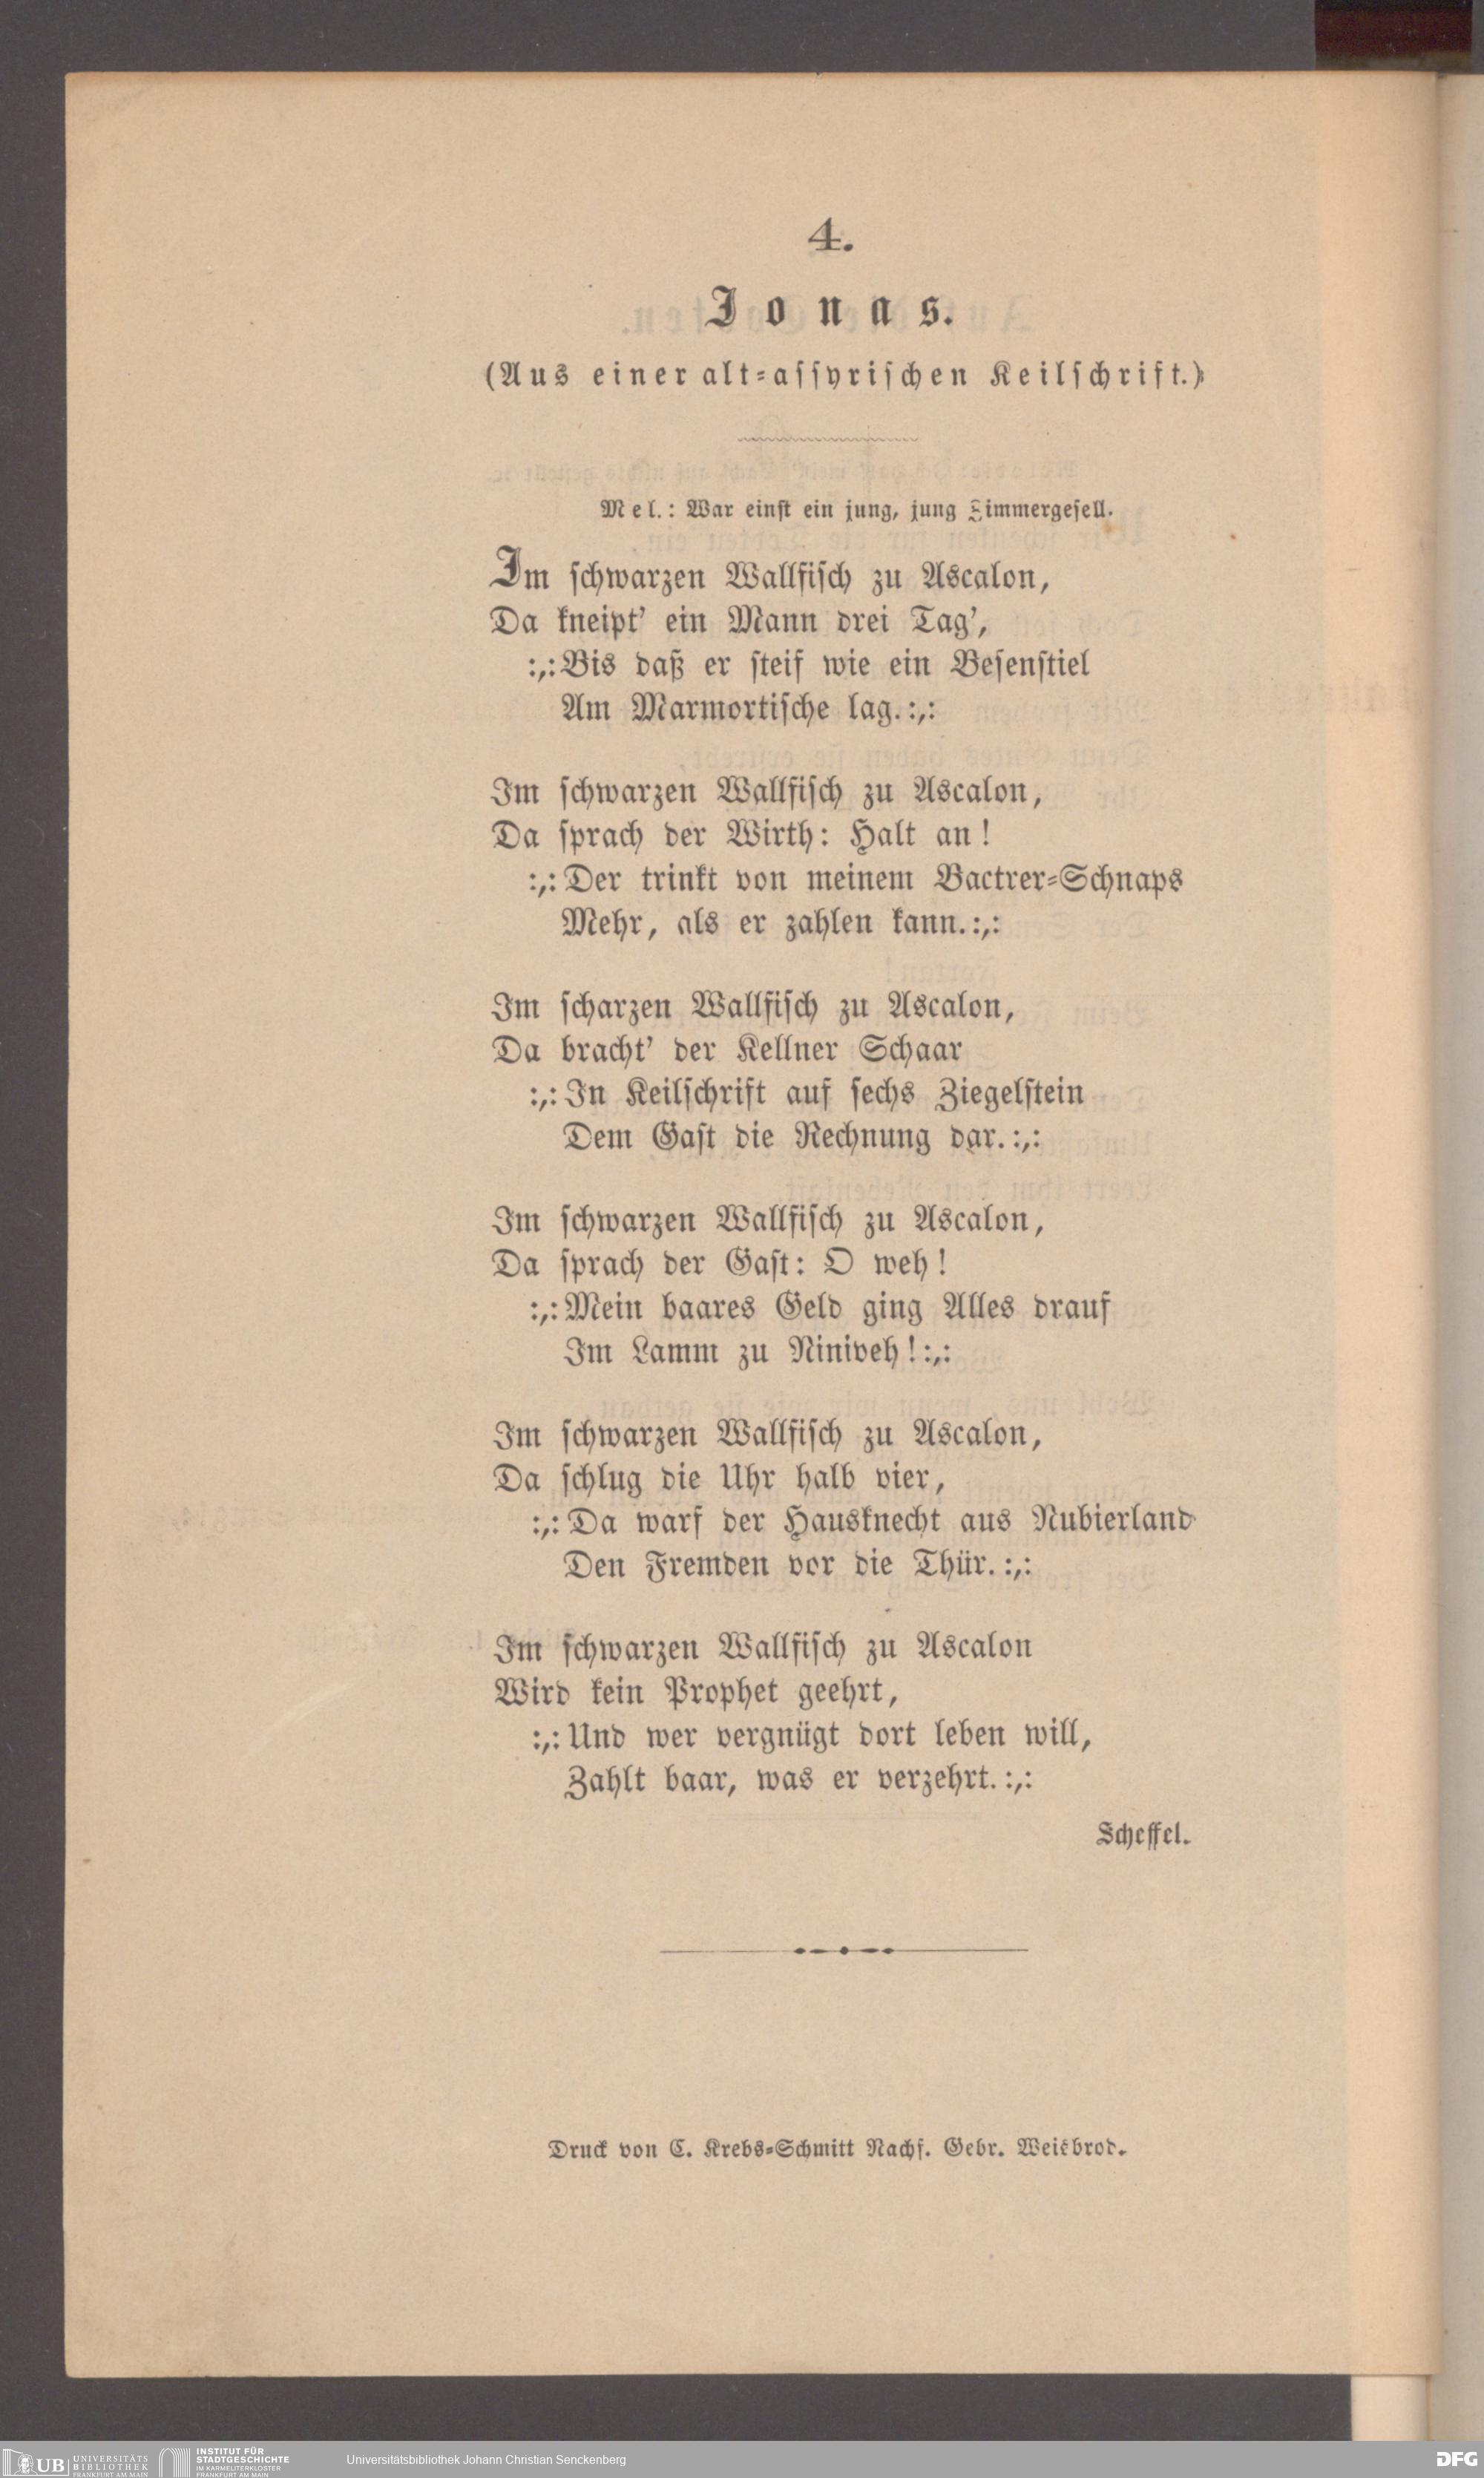 4.
Jonas.
(Aus einer alt-assyrischen Keilschrift.)
Mel.: War einst ein jung, jung Zimmergesell.
Im schwarzen Wallfisch zu Ascalon,
Da kneipt' ein Mann drei Tag',
:,: Bis daß er steif wie ein Besenstiel
Am Marmortische lag. :,:
Im schwarzen Wallfisch zu Ascalon,
Da sprach der Wirth: Halt an!
:,: Der trinkt von meinem Bactrer-Schnaps
Mehr, als er zahlen kann. :,:
Im scharzen Wallfisch zu Ascalon,
Da bracht' der Kellner Schaar
:,: In Keilschrift auf sechs Ziegelstein
Dem Gast die Rechnung dar. :,:
Im schwarzen Wallfisch zu Ascalon,
Da sprach der Gast: O weh!
:,: Mein baares Geld ging Alles drauf
Im Lamm zu Niniveh! :,:
Im schwarzen Wallfisch zu Ascalon,
Da schlug die Uhr halb vier,
:,: Da warf der Hausknecht aus Nubierland
Den Fremden vor die Thür. :,:
Im schwarzen Wallfisch zu Ascalon
Wird kein Prophet geehrt,
:,: Und wer vergnügt dort leben will,
Zahlt baar, was er verzehrt. :,:
Scheffel.
Druck von C. Krebs-Schmitt Nachf. Gebr. Weisbrod.
UB UNIVERSITÄTS BIBLIOTHEK FRANKFURT AM MAIN
INSTITUT FÜR STADTGESCHICHTE IM KARMELITERKLOSTER FRANKFURT AM MAIN
Universitätsbibliothek Johann Christian Senckenberg
DFG